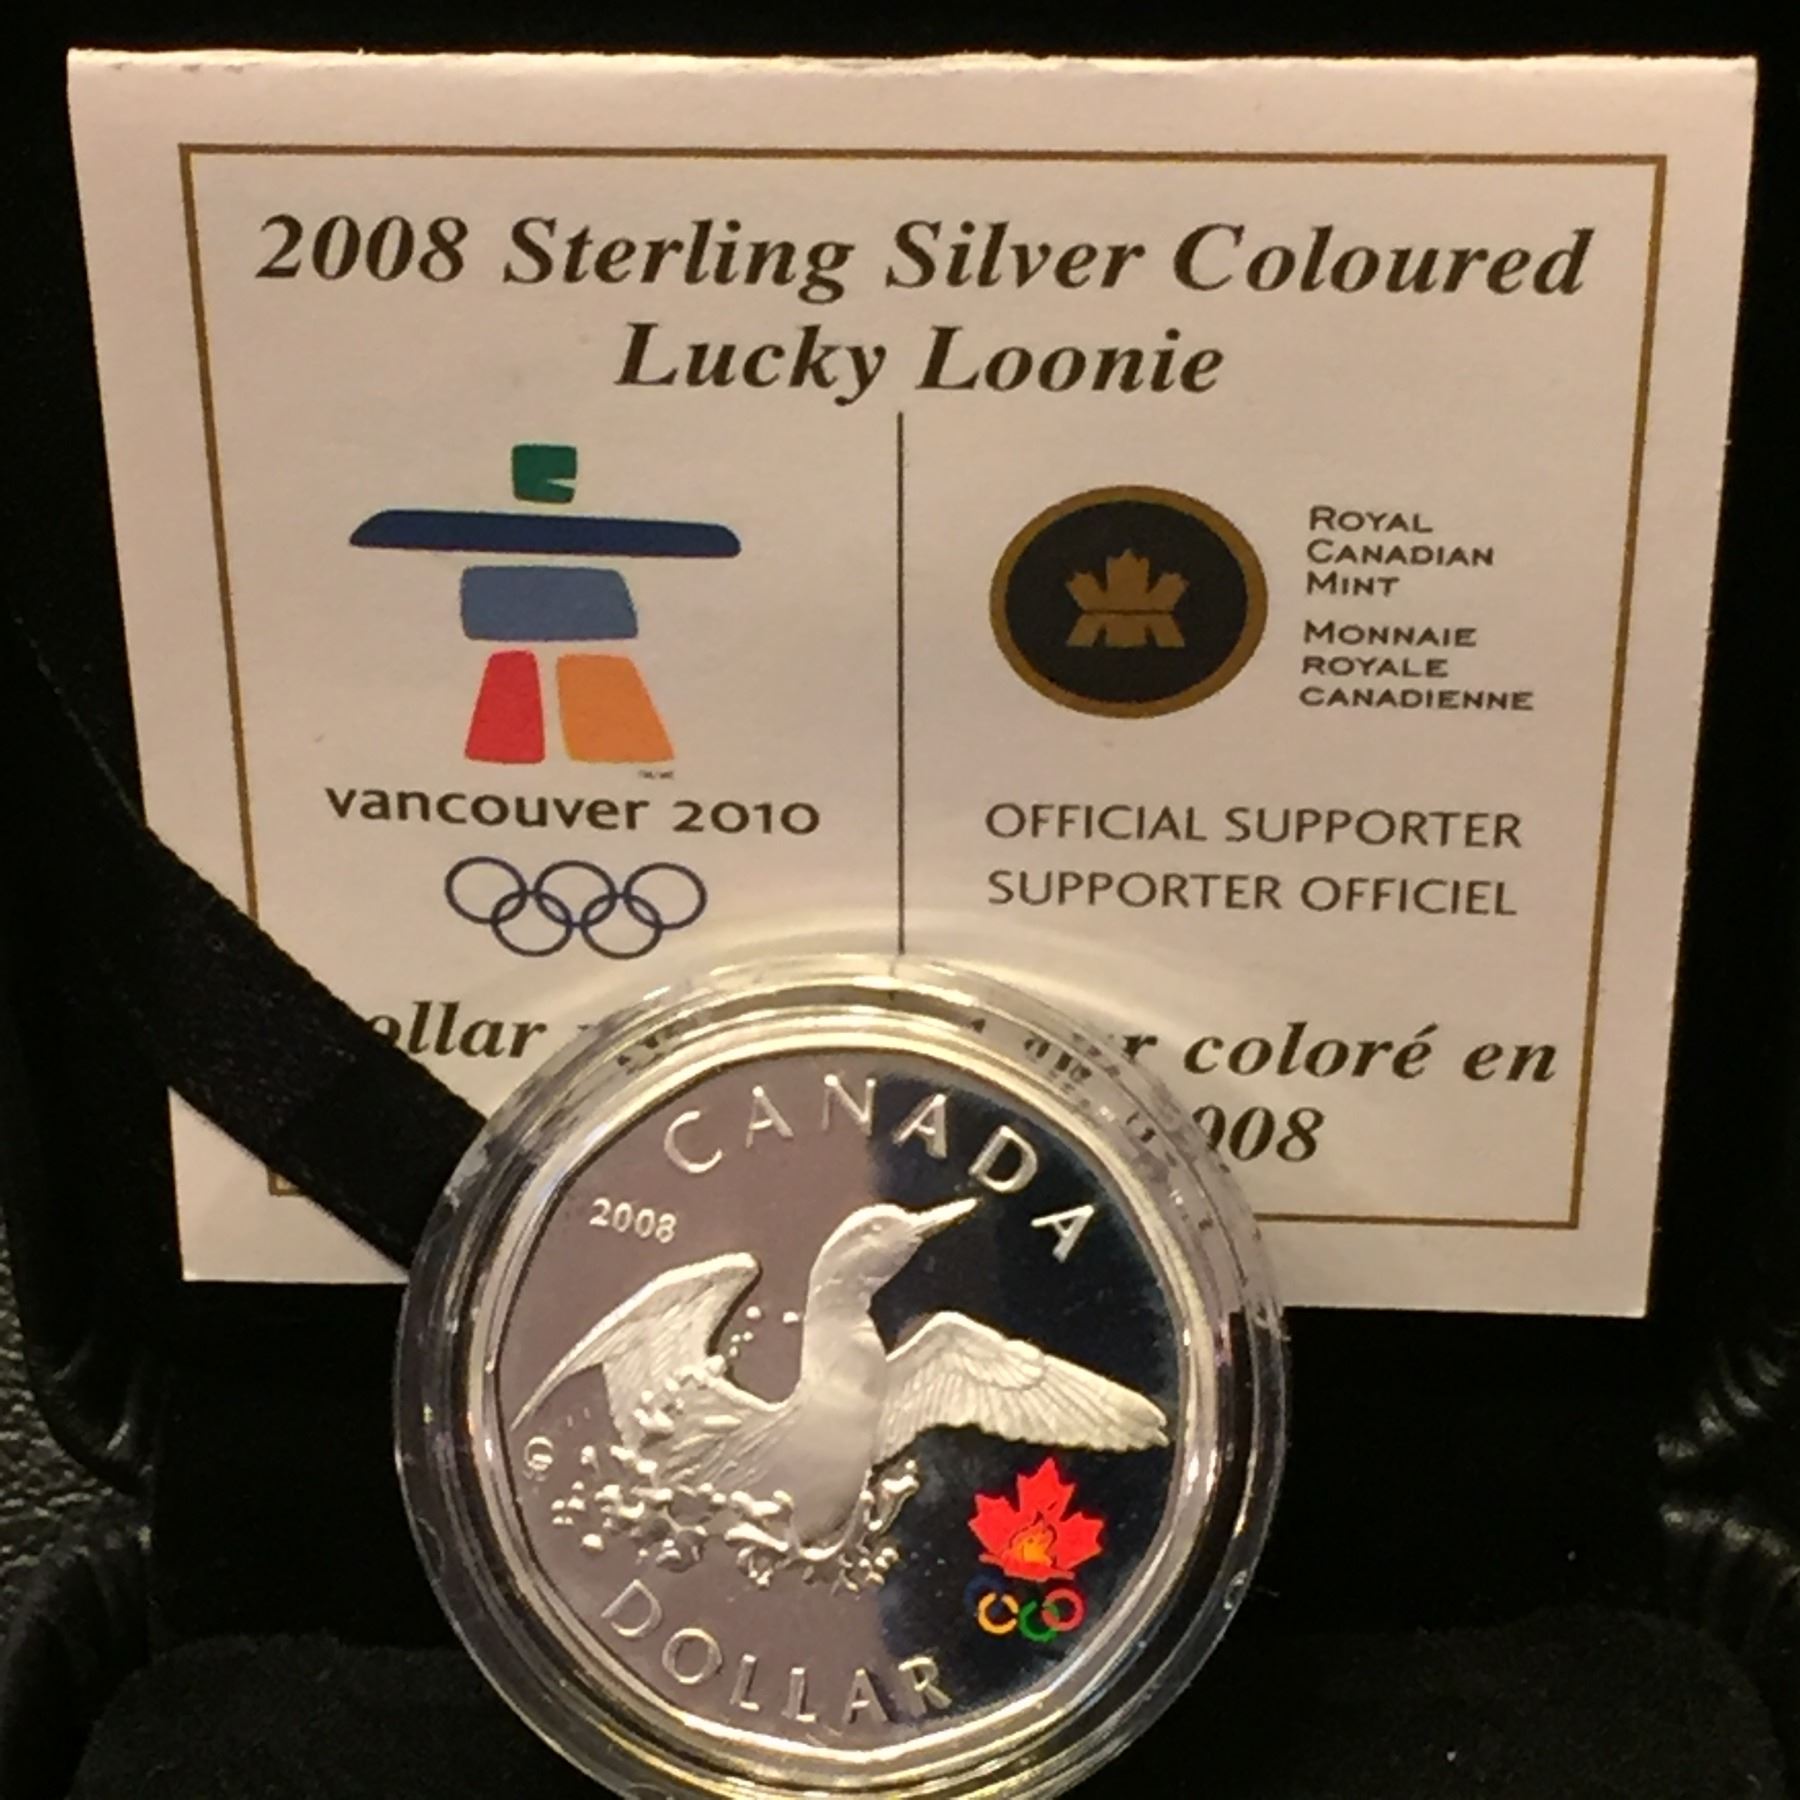 2008 Sterling Silver Coloured
Lucky Loonie
vancouver 2010
ROYAL
CANADIAN
MINT
MONNAIE
ROYALE
CANADIENNE
OFFICIAL SUPPORTER
SUPPORTER OFFICIEL
coloré en
CANADA
2008
DOLLAR